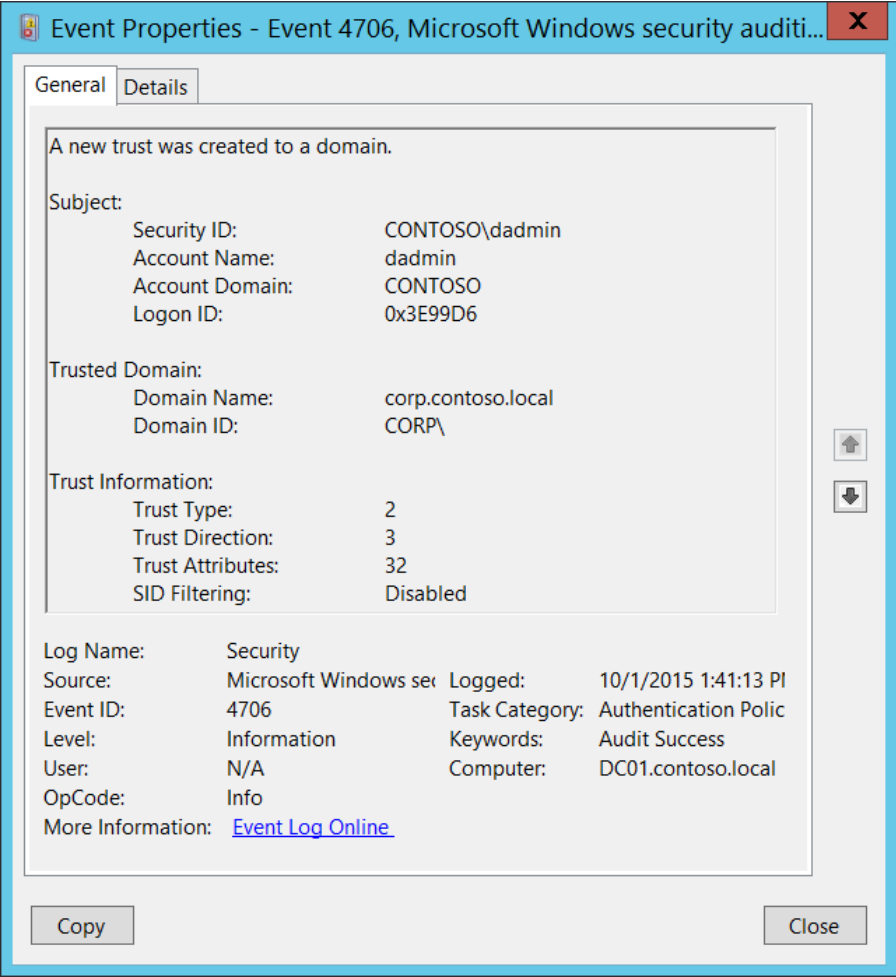 Event Properties - Event 4706, Microsoft Windows security auditi...
X
General Details
A new trust was created to a domain.
Subject:
Security ID: CONTOSO\dadmin
Account Name: dadmin
Account Domain: CONTOSO
Logon ID: 0x3E99D6
Trusted Domain:
Domain Name: corp.contoso.local
Domain ID: CORP\
Trust Information:
Trust Type: 2
Trust Direction: 3
Trust Attributes: 32
SID Filtering: Disabled
Log Name: Security
Source: Microsoft Windows sec Logged: 10/1/2015 1:41:13 PM
Event ID: 4706 Task Category: Authentication Polic
Level: Information Keywords: Audit Success
User: N/A Computer: DC01.contoso.local
OpCode: Info
More Information: Event Log Online
Copy Close